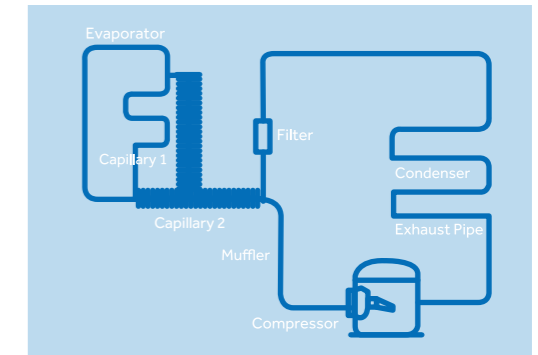 Evaporator
Filter
Capillary 1
Condenser
Capillary 2
Exhaust Pipe
Muffler
Compressor